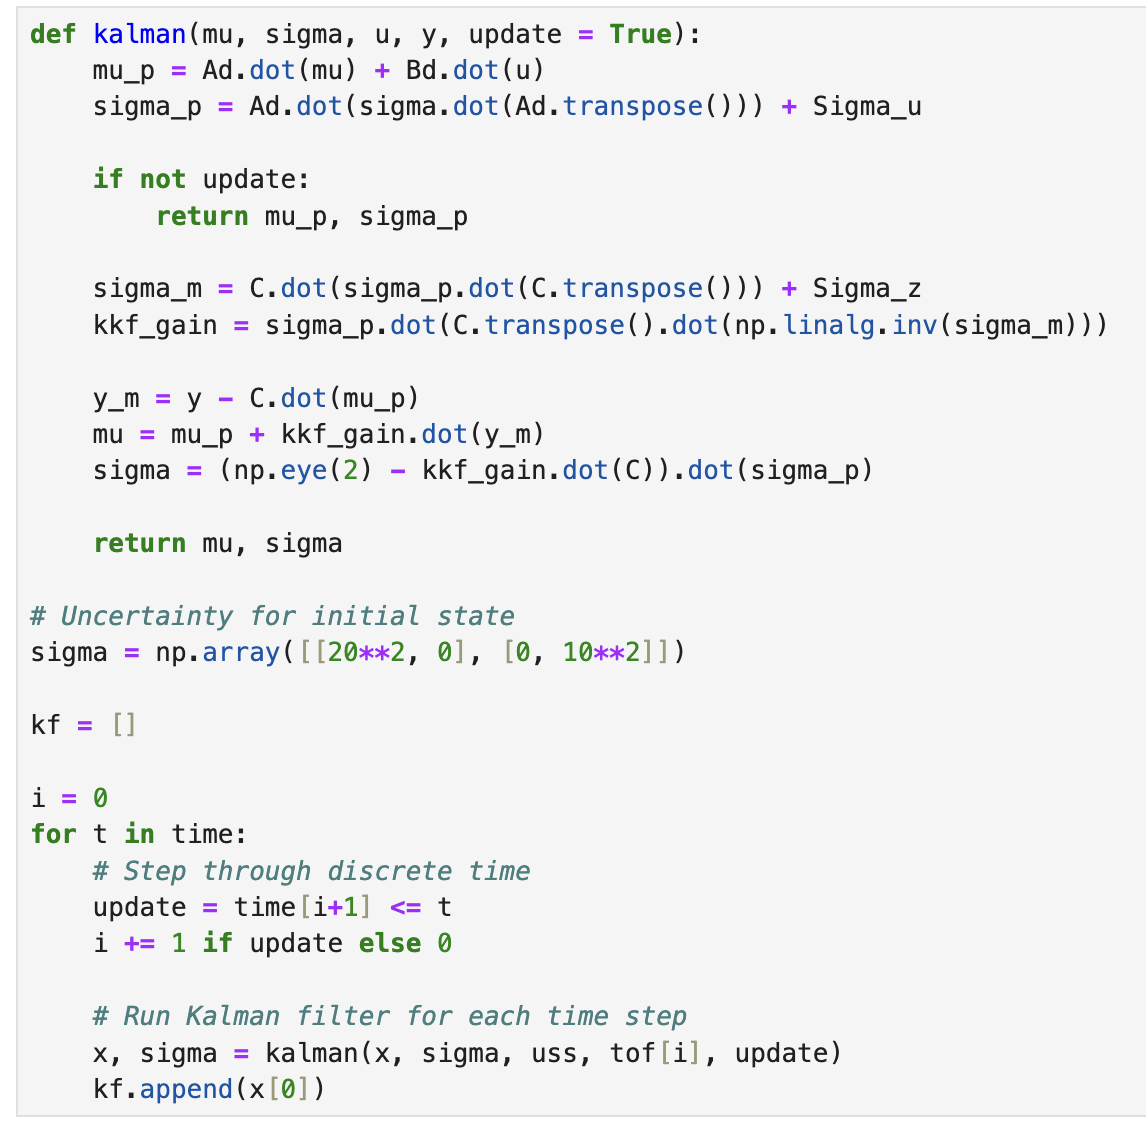 def kalman(mu, sigma, u, y, update = True):
    mu_p = Ad.dot(mu) + Bd.dot(u)
    sigma_p = Ad.dot(sigma.dot(Ad.transpose())) + Sigma_u
    if not update:
        return mu_p, sigma_p
    sigma_m = C.dot(sigma_p.dot(C.transpose())) + Sigma_z
    kkf_gain = sigma_p.dot(C.transpose().dot(np.linalg.inv(sigma_m)))
    y_m = y - C.dot(mu_p)
    mu = mu_p + kkf_gain.dot(y_m)
    sigma = (np.eye(2) - kkf_gain.dot(C)).dot(sigma_p)
    return mu, sigma
# Uncertainty for initial state
sigma = np.array([[20**2, 0], [0, 10**2]])
kf = []
i = 0
for t in time:
    # Step through discrete time
    update = time[i+1] <= t
    i += 1 if update else 0
    # Run Kalman filter for each time step
    x, sigma = kalman(x, sigma, uss, tof[i], update)
    kf.append(x[0])